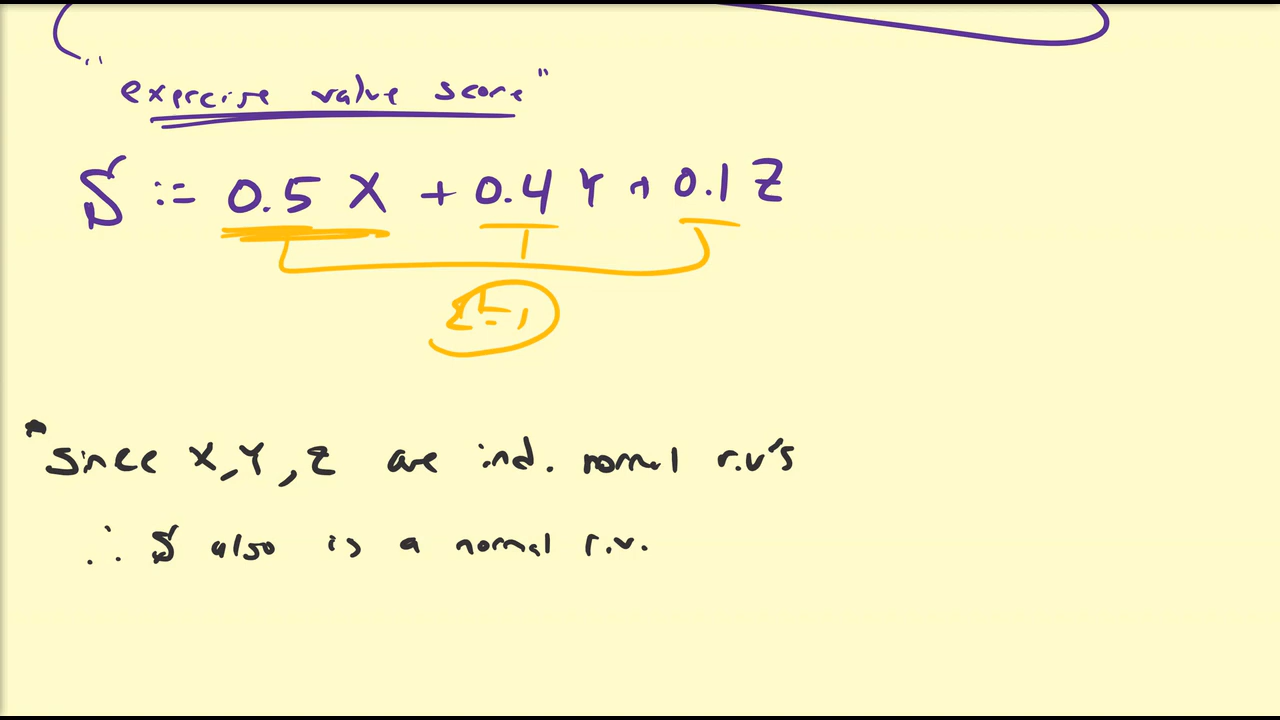 "exercise value score"
S := 0.5 X + 0.4 Y + 0.1 Z
Σ = 1
Since X, Y, Z are ind. normal r.v's
∴ S also is a normal r.v.